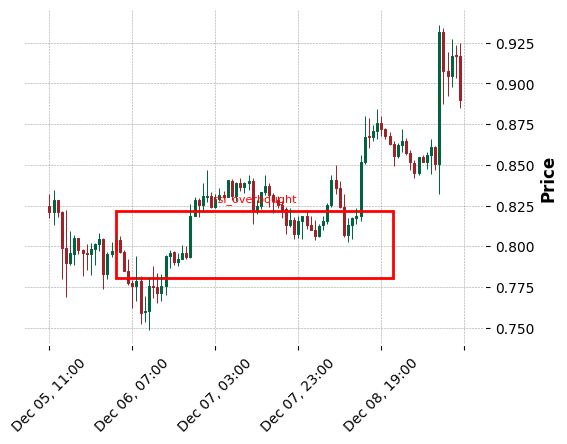 0.925
0.900
0.875
0.850
0.825
0.800
0.775
0.750
Price
rsi_overbought
Dec 05, 11:00
Dec 06, 07:00
Dec 07, 03:00
Dec 07, 23:00
Dec 08, 19:00